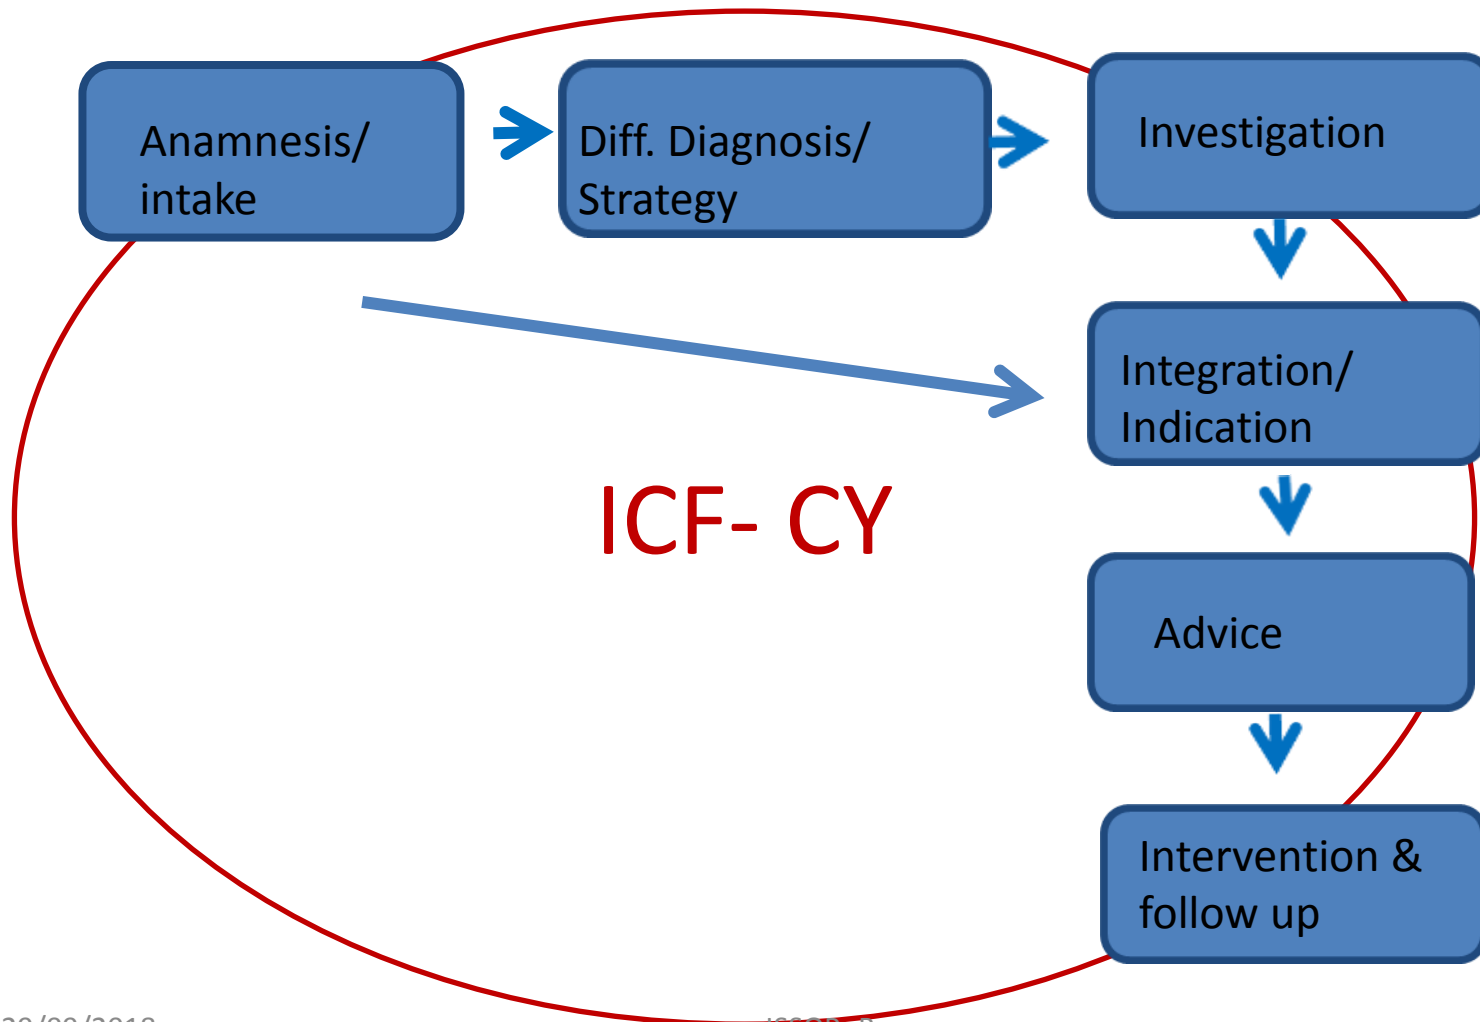 Anamnesis/
intake
Diff. Diagnosis/
Strategy
Investigation
Integration/
Indication
ICF- CY
Advice
Intervention &
follow up